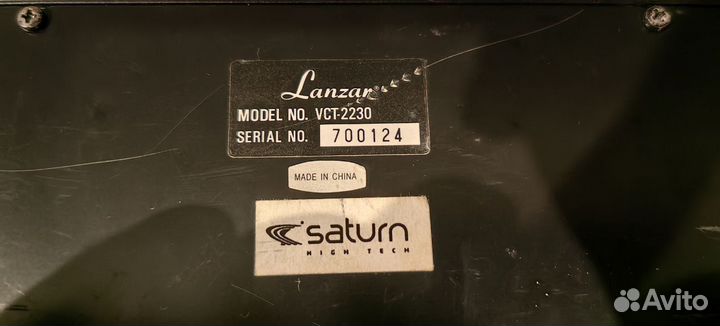 Lanzar
MODEL NO. VCT-2230
SERIAL NO. 700124
MADE IN CHINA
saturn
HIGH TECH
Avito